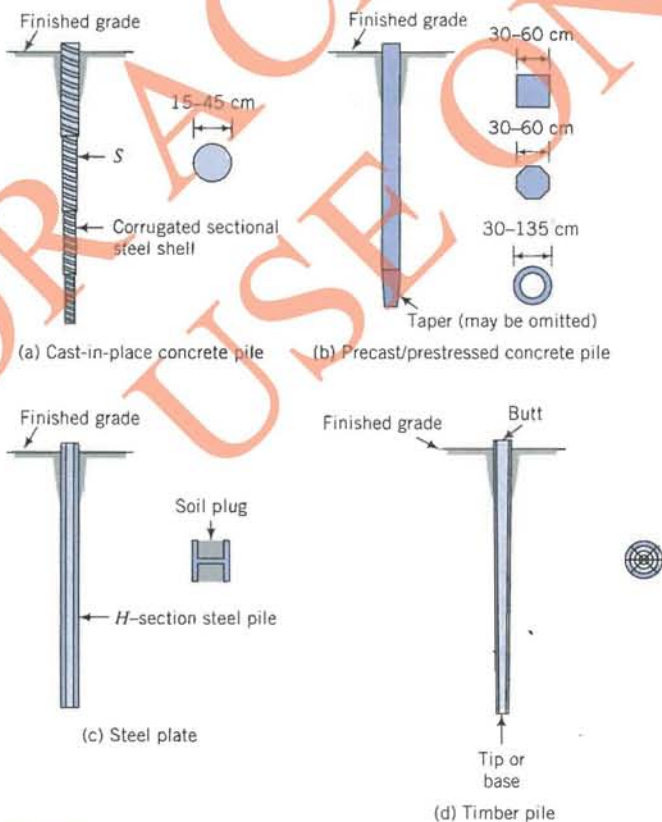 Finished grade
15–45 cm
S
Corrugated sectional
steel shell
(a) Cast-in-place concrete pile
Finished grade
30–60 cm
30–60 cm
30–135 cm
Taper (may be omitted)
(b) Precast/prestressed concrete pile
Finished grade
Soil plug
H–section steel pile
(c) Steel plate
Finished grade
Butt
Tip or
base
(d) Timber pile
USE ON